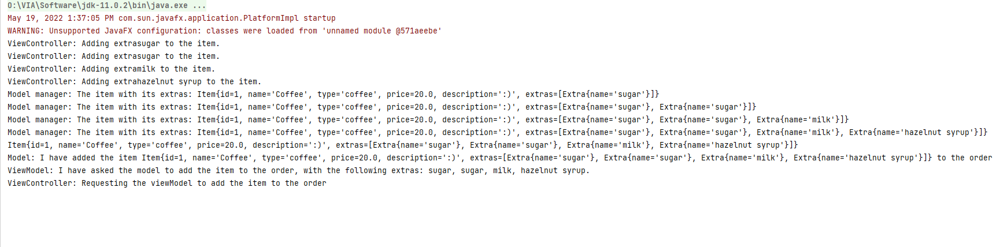 O:\VIA\Software\jdk-11.0.2\bin\java.exe ...
May 19, 2022 1:37:05 PM com.sun.javafx.application.PlatformImpl startup
WARNING: Unsupported JavaFX configuration: classes were loaded from 'unnamed module @571aeebe'
ViewController: Adding extrasugar to the item.
ViewController: Adding extrasugar to the item.
ViewController: Adding extramilk to the item.
ViewController: Adding extrahazelnut syrup to the item.
Model manager: The item with its extras: Item{id=1, name='Coffee', type='coffee', price=20.0, description=':)', extras=[Extra{name='sugar'}]}
Model manager: The item with its extras: Item{id=1, name='Coffee', type='coffee', price=20.0, description=':)', extras=[Extra{name='sugar'}, Extra{name='sugar'}]}
Model manager: The item with its extras: Item{id=1, name='Coffee', type='coffee', price=20.0, description=':)', extras=[Extra{name='sugar'}, Extra{name='sugar'}, Extra{name='milk'}]}
Model manager: The item with its extras: Item{id=1, name='Coffee', type='coffee', price=20.0, description=':)', extras=[Extra{name='sugar'}, Extra{name='sugar'}, Extra{name='milk'}, Extra{name='hazelnut syrup'}]}
Item{id=1, name='Coffee', type='coffee', price=20.0, description=':)', extras=[Extra{name='sugar'}, Extra{name='sugar'}, Extra{name='milk'}, Extra{name='hazelnut syrup'}]}
Model: I have added the item Item{id=1, name='Coffee', type='coffee', price=20.0, description=':)', extras=[Extra{name='sugar'}, Extra{name='sugar'}, Extra{name='milk'}, Extra{name='hazelnut syrup'}]} to the order
ViewModel: I have asked the model to add the item to the order, with the following extras: sugar, sugar, milk, hazelnut syrup.
ViewController: Requesting the viewModel to add the item to the order